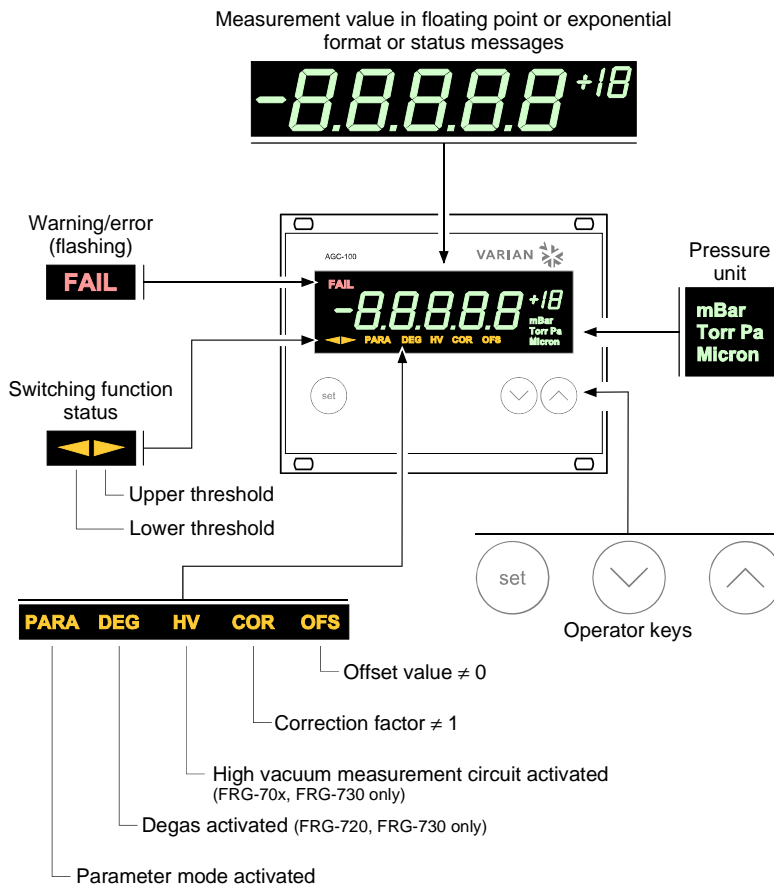 Measurement value in floating point or exponential
format or status messages
-8.8.8.8.8 +18
Warning/error
(flashing)
FAIL
AGC-100
VARIAN
FAIL
-8.8.8.8.8 +18
mBar
Torr Pa
Micron
PARA DEG HV COR OFS
set
Pressure
unit
mBar
Torr Pa
Micron
Switching function
status
Upper threshold
Lower threshold
set
Operator keys
PARA DEG HV COR OFS
Offset value ≠ 0
Correction factor ≠ 1
High vacuum measurement circuit activated
(FRG-70x, FRG-730 only)
Degas activated (FRG-720, FRG-730 only)
Parameter mode activated